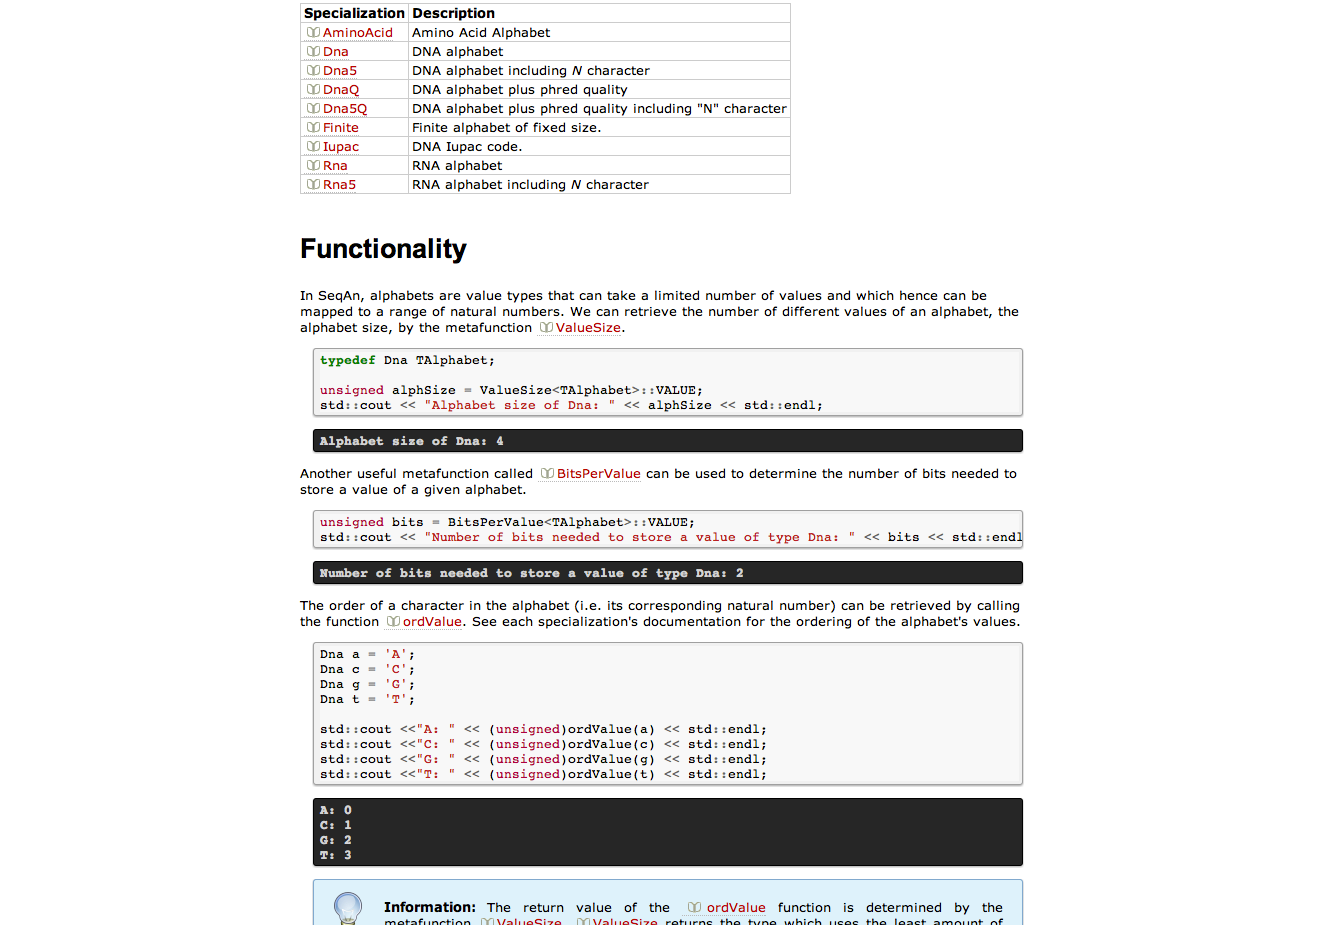 Specialization Description
AminoAcid Amino Acid Alphabet
Dna DNA alphabet
Dna5 DNA alphabet including N character
DnaQ DNA alphabet plus phred quality
Dna5Q DNA alphabet plus phred quality including "N" character
Finite Finite alphabet of fixed size.
Iupac DNA Iupac code.
Rna RNA alphabet
Rna5 RNA alphabet including N character
Functionality
In SeqAn, alphabets are value types that can take a limited number of values and which hence can be
mapped to a range of natural numbers. We can retrieve the number of different values of an alphabet, the
alphabet size, by the metafunction ValueSize.
typedef Dna TAlphabet;
unsigned alphSize = ValueSize<TAlphabet>::VALUE;
std::cout << "Alphabet size of Dna: " << alphSize << std::endl;
Alphabet size of Dna: 4
Another useful metafunction called BitsPerValue can be used to determine the number of bits needed to
store a value of a given alphabet.
unsigned bits = BitsPerValue<TAlphabet>::VALUE;
std::cout << "Number of bits needed to store a value of type Dna: " << bits << std::endl
Number of bits needed to store a value of type Dna: 2
The order of a character in the alphabet (i.e. its corresponding natural number) can be retrieved by calling
the function ordValue. See each specialization's documentation for the ordering of the alphabet's values.
Dna a = 'A';
Dna c = 'C';
Dna g = 'G';
Dna t = 'T';
std::cout <<"A: " << (unsigned)ordValue(a) << std::endl;
std::cout <<"C: " << (unsigned)ordValue(c) << std::endl;
std::cout <<"G: " << (unsigned)ordValue(g) << std::endl;
std::cout <<"T: " << (unsigned)ordValue(t) << std::endl;
A: 0
C: 1
G: 2
T: 3
Information: The return value of the ordValue function is determined by the
metafunction ValueSize. ValueSize returns the type which uses the least amount of